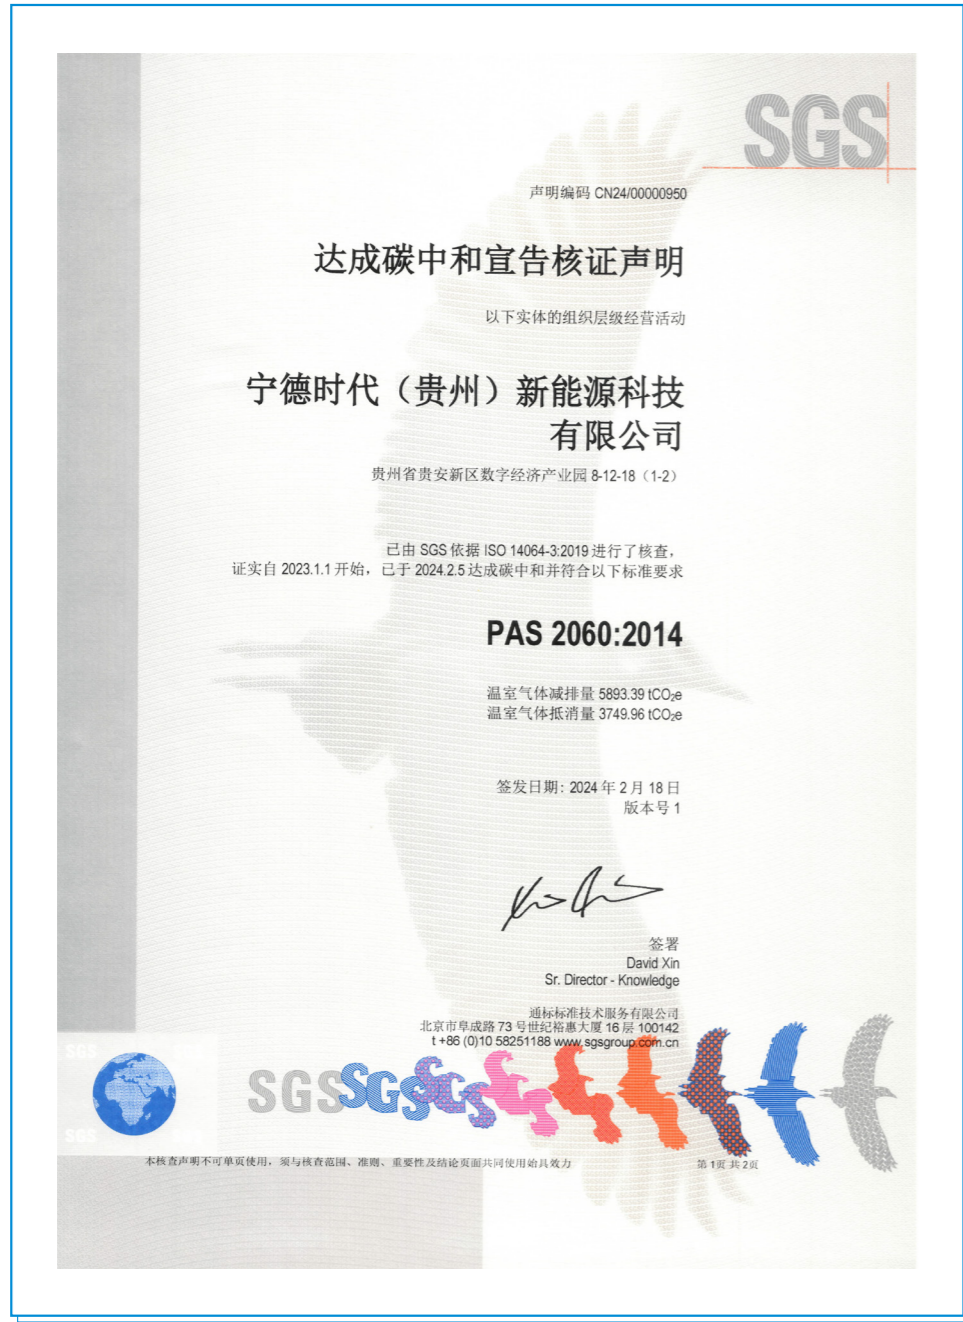 SGS
声明编码 CN24/00000950
达成碳中和宣告核证声明
以下实体的组织层级经营活动
宁德时代（贵州）新能源科技
有限公司
贵州省贵安新区数字经济产业园 8-12-18（1-2）
已由 SGS 依据 ISO 14064-3:2019 进行了核查，
证实自 2023.1.1 开始，已于 2024.2.5 达成碳中和并符合以下标准要求
PAS 2060:2014
温室气体减排量 5893.39 tCO₂e
温室气体抵消量 3749.96 tCO₂e
签发日期: 2024 年 2 月 18 日
版本号 1
签署
David Xin
Sr. Director - Knowledge
通标标准技术服务有限公司
北京市阜成路 73 号世纪裕惠大厦 16 层 100142
t +86 (0)10 58251188 www.sgsgroup.com.cn
SGS
SGS
SGS SGS SGS
本核查声明不可单页使用，须与核查范围、准则、重要性及结论页面共同使用始具效力
第 1页 共 2页